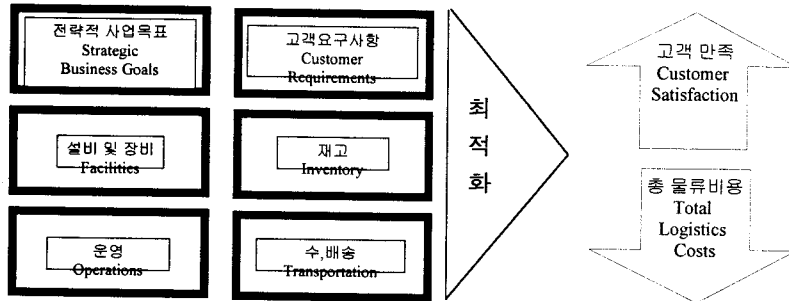 전략적 사업목표
Strategic
Business Goals
고객요구사항
Customer
Requirements
설비 및 장비
Facilities
재고
Inventory
운영
Operations
수,배송
Transportation
최
적
화
고객 만족
Customer
Satisfaction
총 물류비용
Total
Logistics
Costs